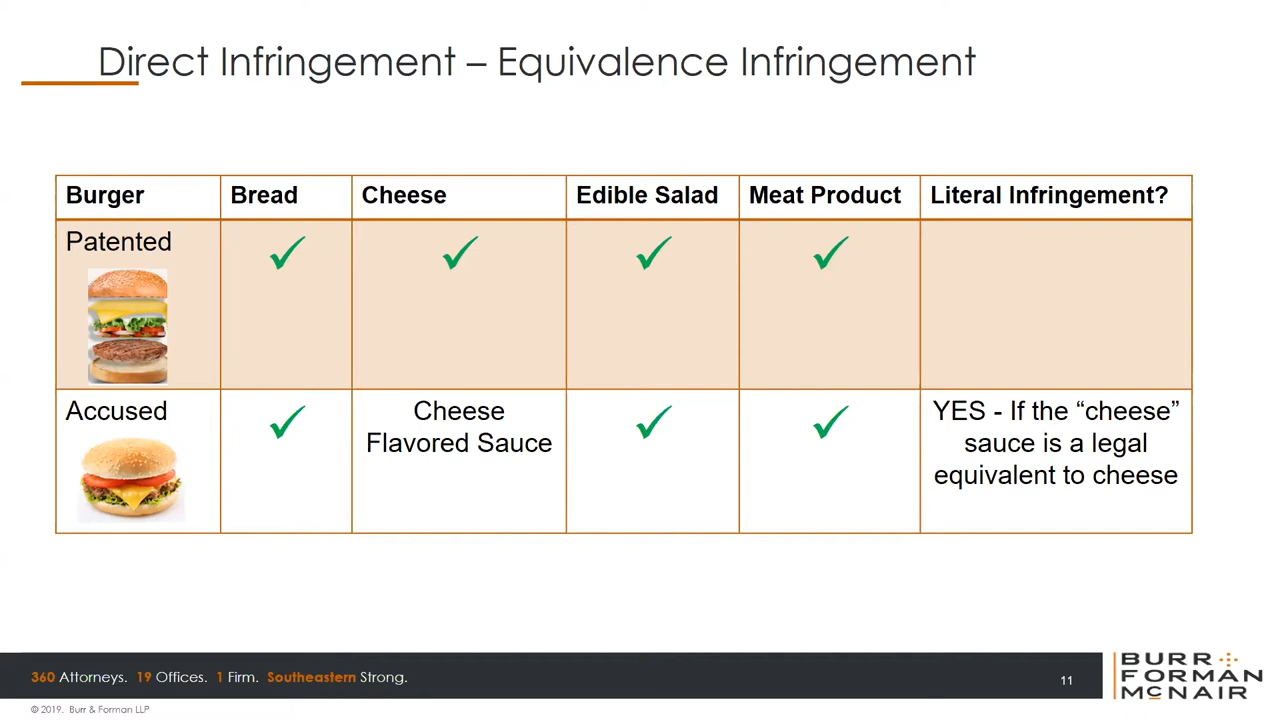 Direct Infringement – Equivalence Infringement
Burger Bread Cheese Edible Salad Meat Product Literal Infringement?
Patented ✓ ✓ ✓ ✓
Accused ✓ Cheese ✓ ✓ YES - If the “cheese”
Flavored Sauce sauce is a legal
equivalent to cheese
360 Attorneys. 19 Offices. 1 Firm. Southeastern Strong.
11
BURR
FORMAN
MCNAIR
© 2019. Burr & Forman LLP